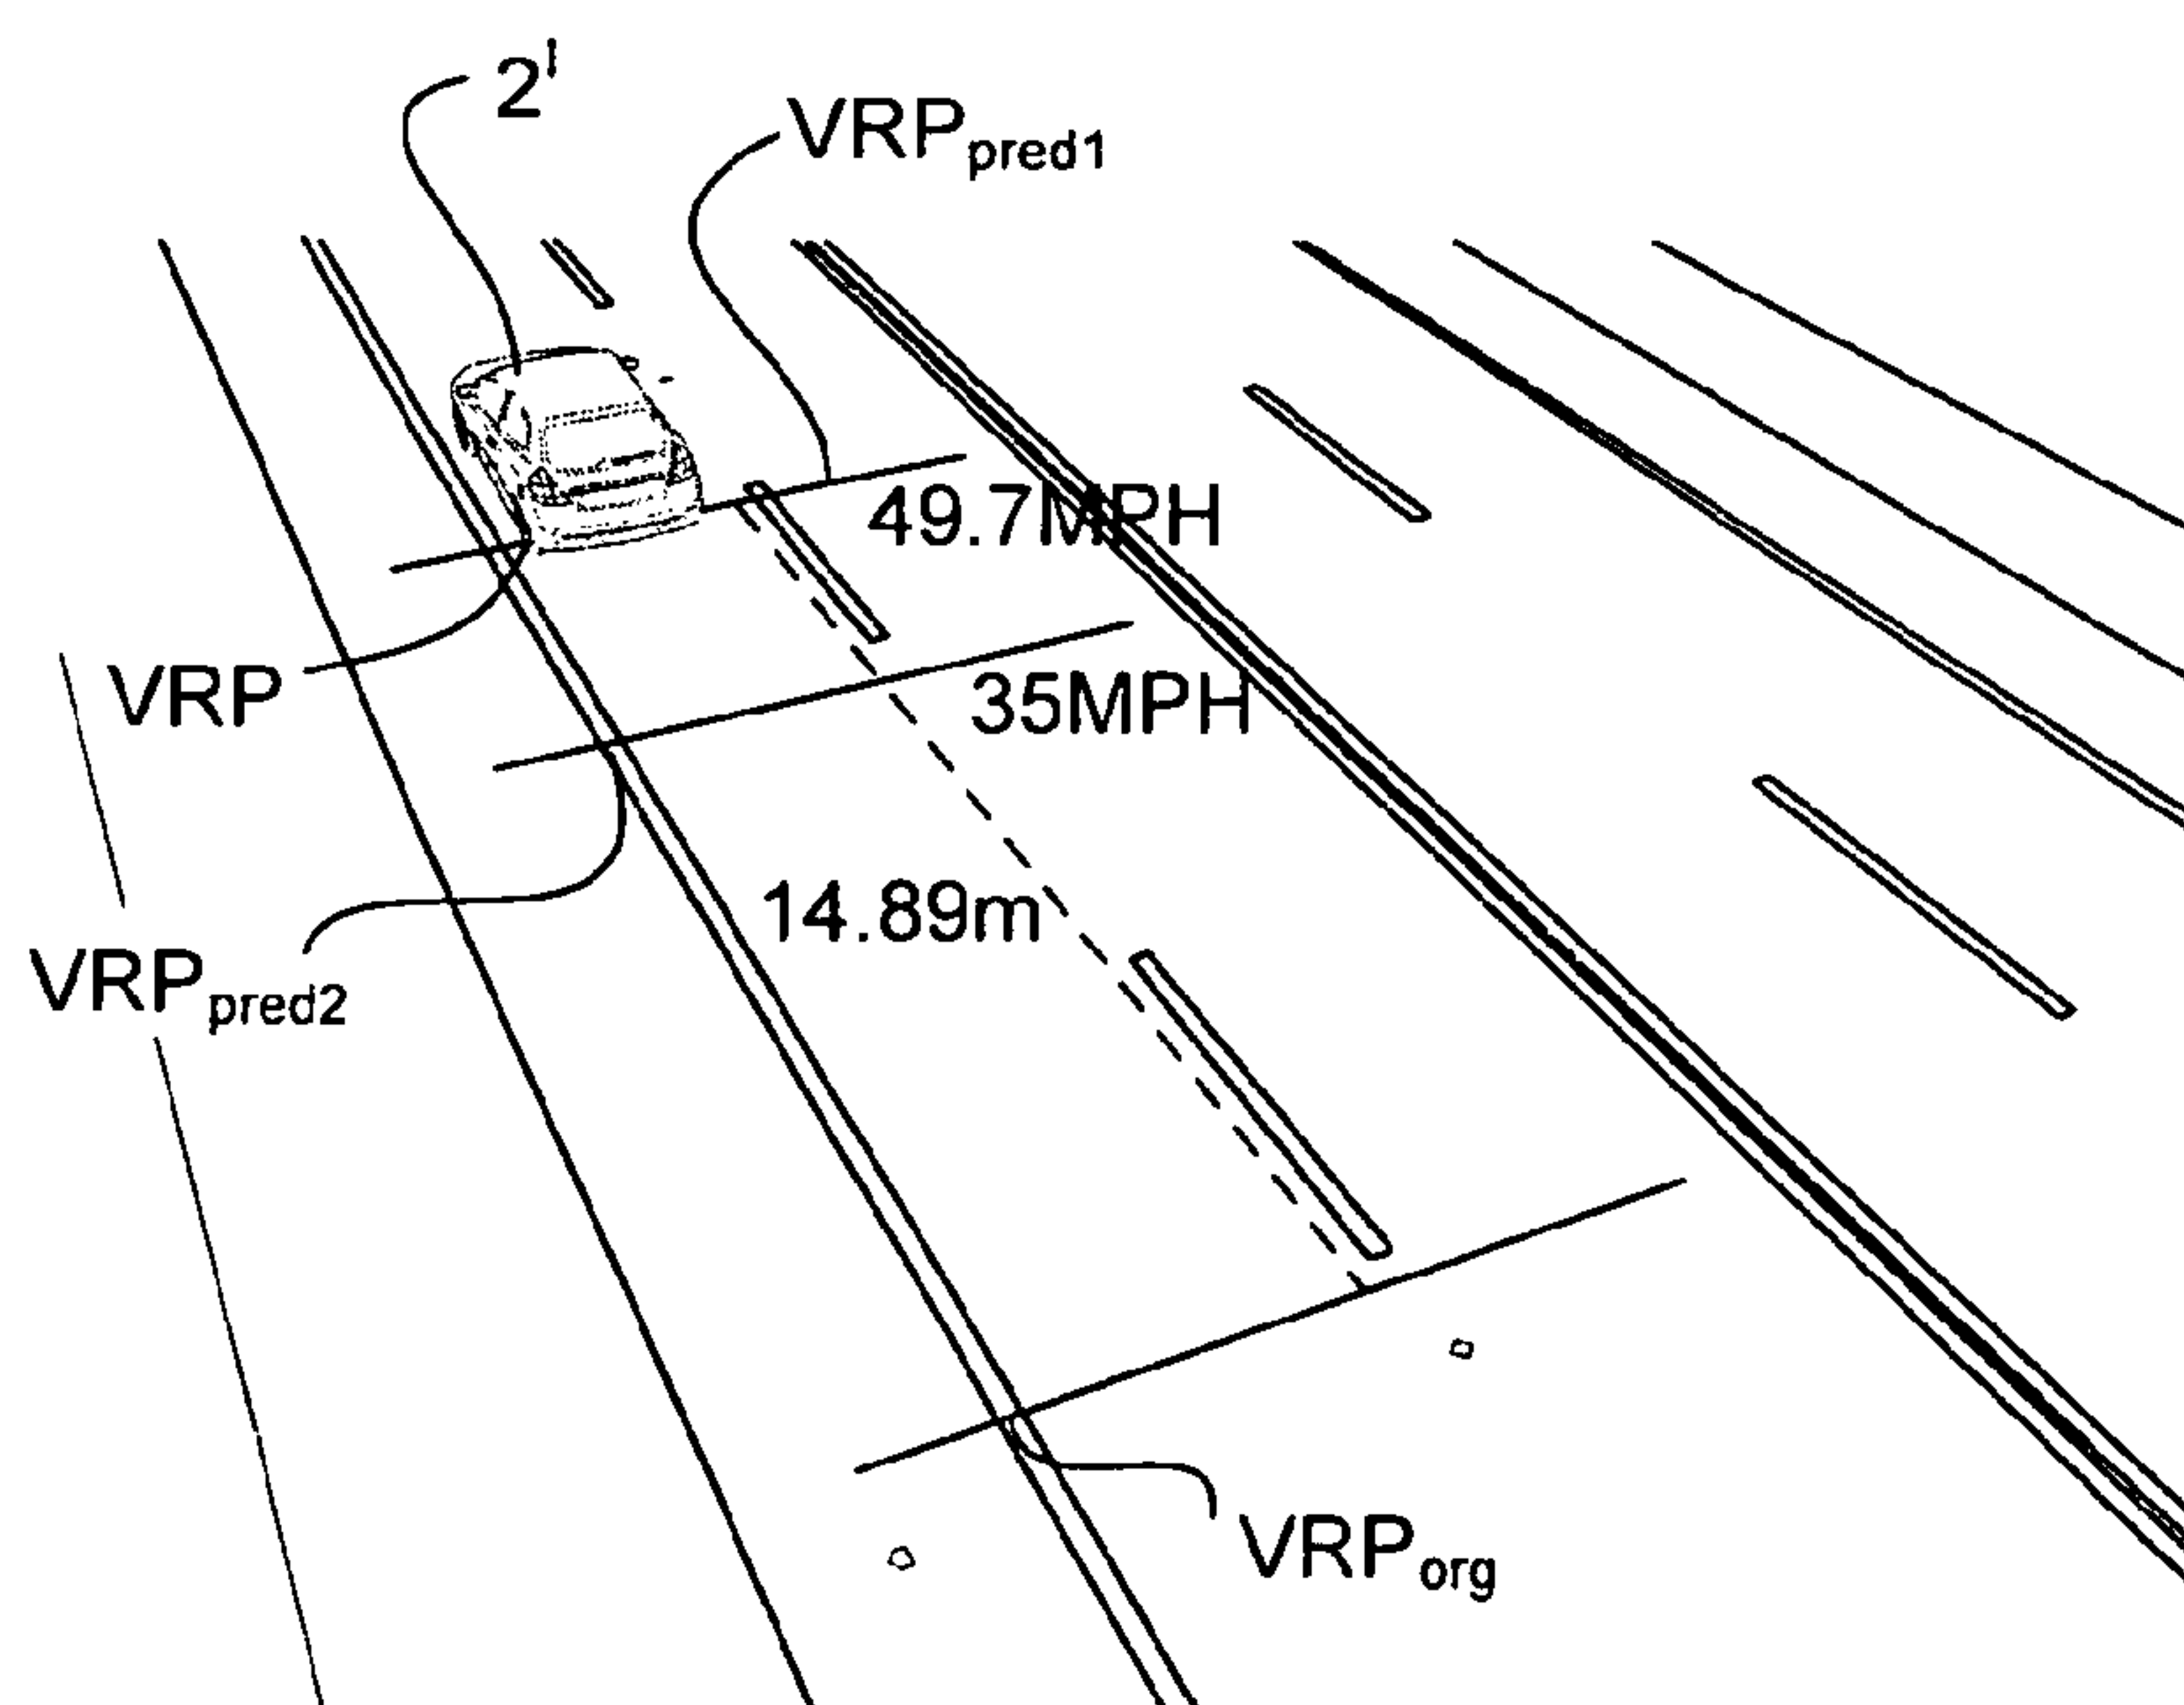 2'
VRPpred1
49.7MPH
VRP
35MPH
14.89m
VRPpred2
VRPorg